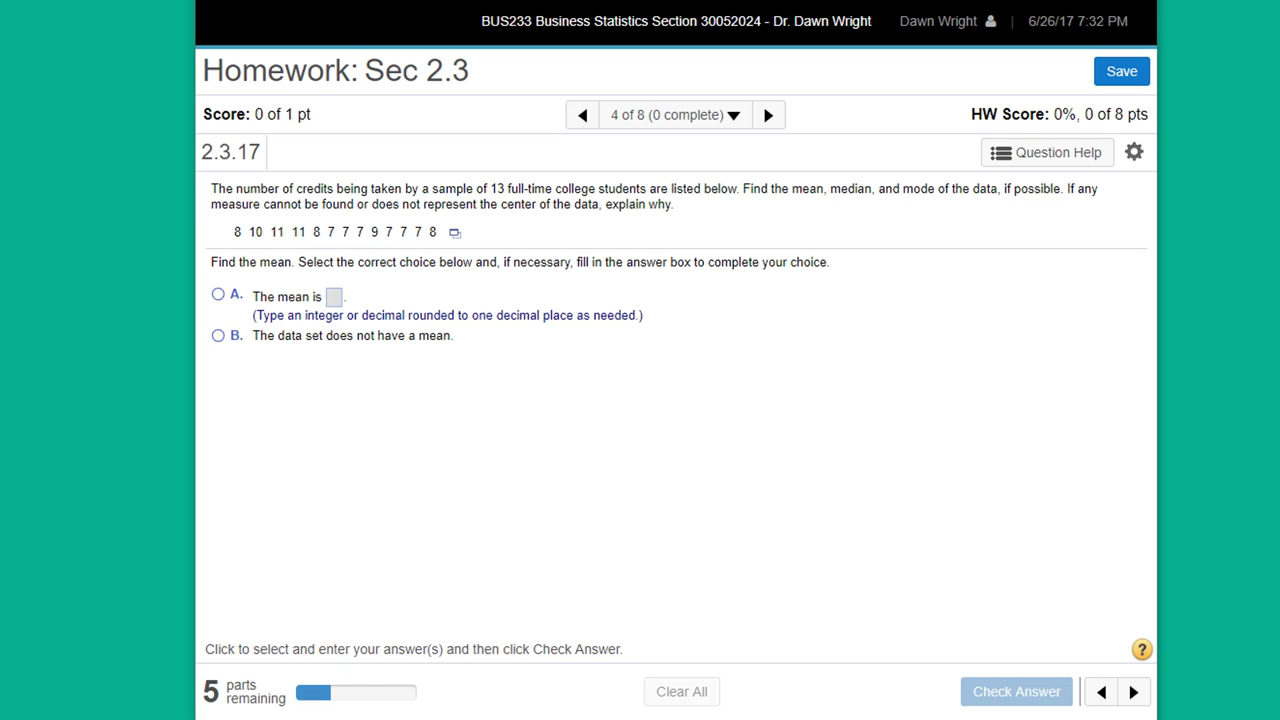 BUS233 Business Statistics Section 30052024 - Dr. Dawn Wright Dawn Wright | 6/26/17 7:32 PM
Homework: Sec 2.3 Save
Score: 0 of 1 pt 4 of 8 (0 complete) HW Score: 0%, 0 of 8 pts
2.3.17 Question Help
The number of credits being taken by a sample of 13 full-time college students are listed below. Find the mean, median, and mode of the data, if possible. If any
measure cannot be found or does not represent the center of the data, explain why.
8 10 11 11 8 7 7 7 9 7 7 7 8
Find the mean. Select the correct choice below and, if necessary, fill in the answer box to complete your choice.
A. The mean is .
(Type an integer or decimal rounded to one decimal place as needed.)
B. The data set does not have a mean.
Click to select and enter your answer(s) and then click Check Answer. ?
5 parts
remaining Clear All Check Answer